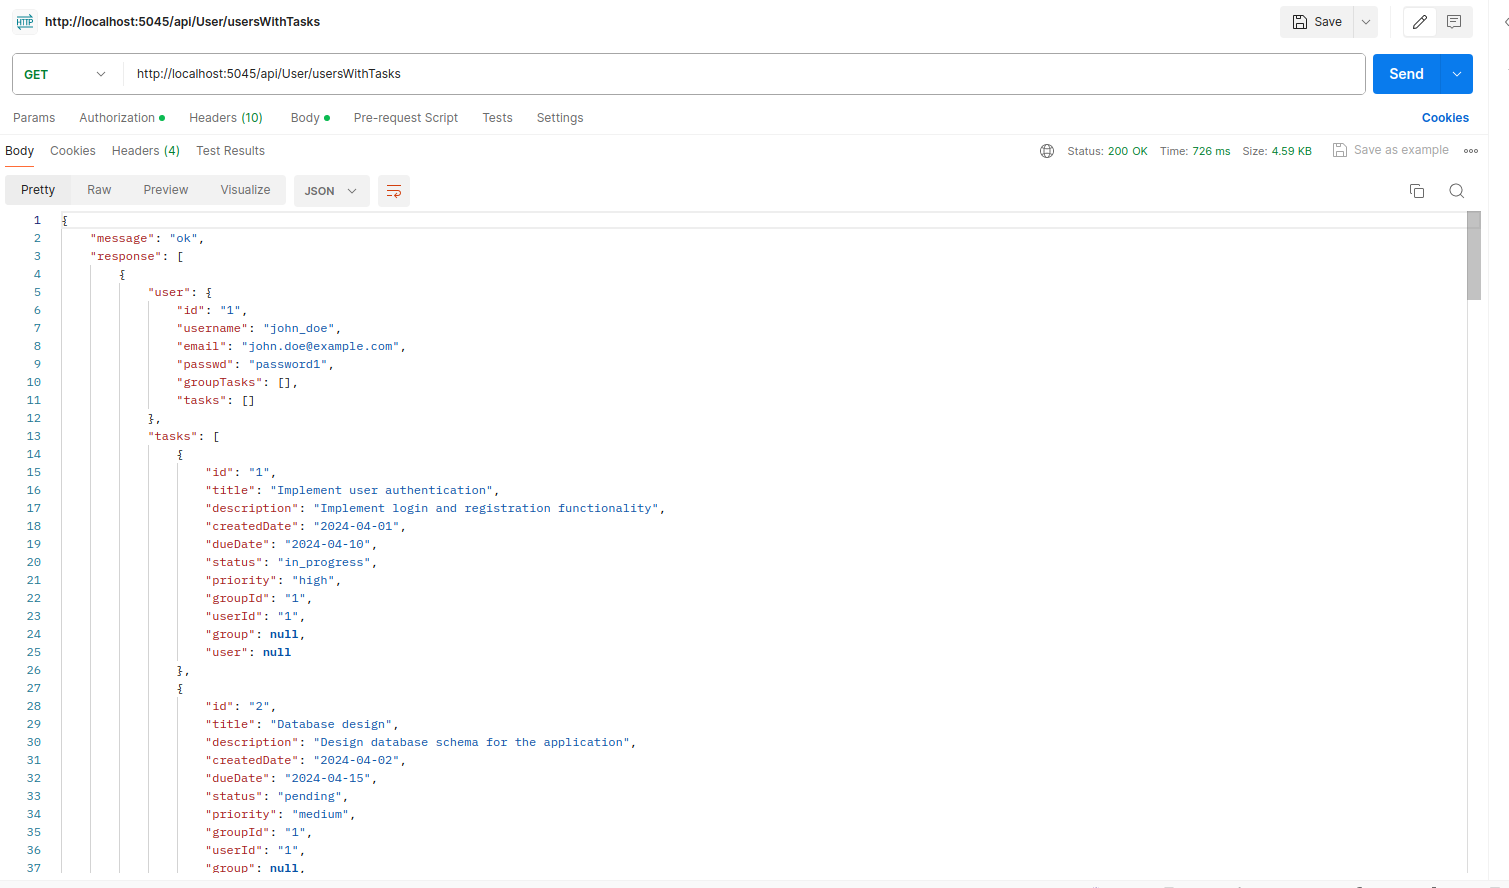 HTTP http://localhost:5045/api/User/usersWithTasks Save
GET http://localhost:5045/api/User/usersWithTasks Send
Params Authorization Headers (10) Body Pre-request Script Tests Settings Cookies
Body Cookies Headers (4) Test Results Status: 200 OK Time: 726 ms Size: 4.59 KB Save as example
Pretty Raw Preview Visualize JSON
1 {
2 "message": "ok",
3 "response": [
4 {
5 "user": {
6 "id": "1",
7 "username": "john_doe",
8 "email": "john.doe@example.com",
9 "passwd": "password1",
10 "groupTasks": [],
11 "tasks": []
12 },
13 "tasks": [
14 {
15 "id": "1",
16 "title": "Implement user authentication",
17 "description": "Implement login and registration functionality",
18 "createdDate": "2024-04-01",
19 "dueDate": "2024-04-10",
20 "status": "in_progress",
21 "priority": "high",
22 "groupId": "1",
23 "userId": "1",
24 "group": null,
25 "user": null
26 },
27 {
28 "id": "2",
29 "title": "Database design",
30 "description": "Design database schema for the application",
31 "createdDate": "2024-04-02",
32 "dueDate": "2024-04-15",
33 "status": "pending",
34 "priority": "medium",
35 "groupId": "1",
36 "userId": "1",
37 "group": null,